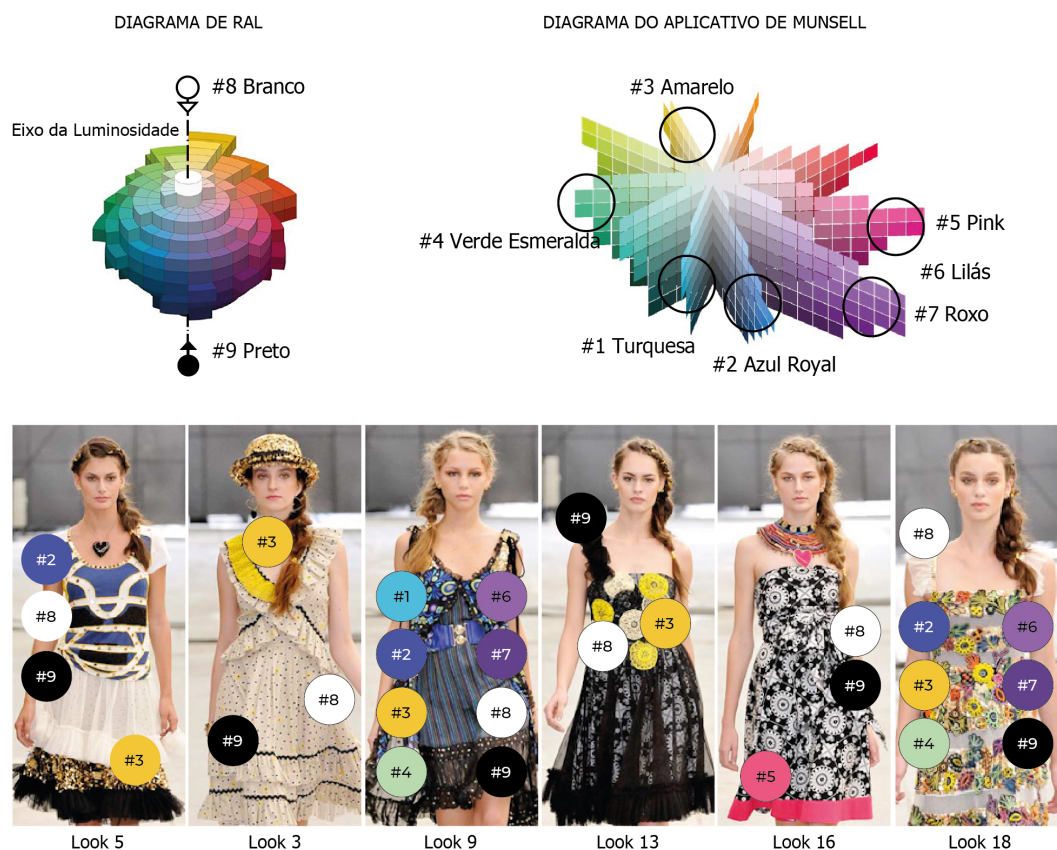 DIAGRAMA DE RAL
DIAGRAMA DO APLICATIVO DE MUNSELL
#8 Branco
Eixo da Luminosidade
#9 Preto
#3 Amarelo
#4 Verde Esmeralda
#5 Pink
#6 Lilás
#7 Roxo
#1 Turquesa
#2 Azul Royal
#2
#8
#9
#3
#3
#8
#9
#1
#6
#2
#7
#3
#8
#4
#9
#9
#3
#8
#8
#9
#5
#8
#2
#6
#3
#7
#4
#9
Look 5
Look 3
Look 9
Look 13
Look 16
Look 18